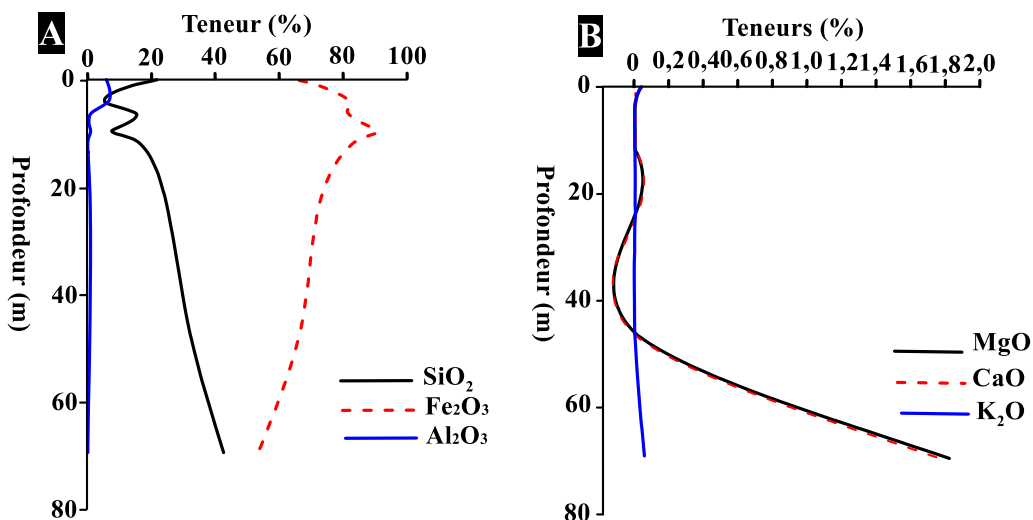 A
Teneur (%)
0 20 40 60 80 100
0
20
40
60
80
Profondeur (m)
SiO₂
Fe₂O₃
Al₂O₃
B
Teneurs (%)
0 0,2 0,4 0,6 0,8 1,0 1,2 1,4 1,6 1,8 2,0
0
20
40
60
80
Profondeur (m)
MgO
CaO
K₂O